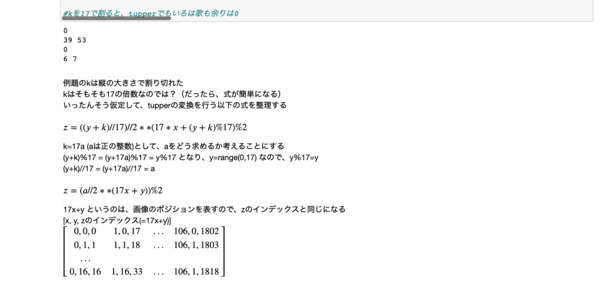 #kを17で割ると、tupperでもいろは歌も余りは0
0
39 53
0
6 7
例題のkは縦の大きさで割り切れた
kはそもそも17の倍数なのでは？（だったら、式が簡単になる）
いったんそう仮定して、tupperの変換を行う以下の式を整理する
z = ((y + k)//17)//2 * *(17 * x + (y + k)%17)%2
k=17a (aは正の整数)として、aをどう求めるか考えることにする
(y+k)%17 = (y+17a)%17 = y%17 となり、y=range(0,17) なので、y%17=y
(y+k)//17 = (y+17a)//17 = a
z = (a//2 * *(17x + y))%2
17x+y というのは、画像のポジションを表すので、zのインデックスと同じになる
[x, y, zのインデックス(=17x+y)]
0, 0, 0 1, 0, 17 … 106, 0, 1802
0, 1, 1 1, 1, 18 … 106, 1, 1803
…
0, 16, 16 1, 16, 33 … 106, 1, 1818